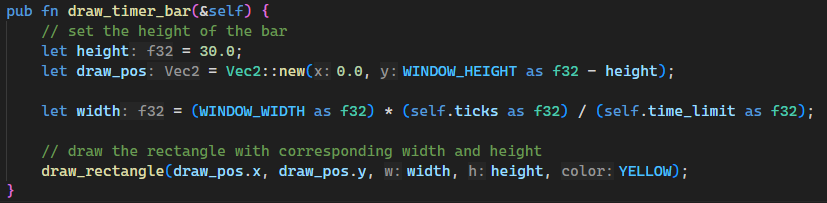 pub fn draw_timer_bar(&self) {
    // set the height of the bar
    let height: f32 = 30.0;
    let draw_pos: Vec2 = Vec2::new(x: 0.0, y: WINDOW_HEIGHT as f32 - height);

    let width: f32 = (WINDOW_WIDTH as f32) * (self.ticks as f32) / (self.time_limit as f32);

    // draw the rectangle with corresponding width and height
    draw_rectangle(draw_pos.x, draw_pos.y, w: width, h: height, color: YELLOW);
}